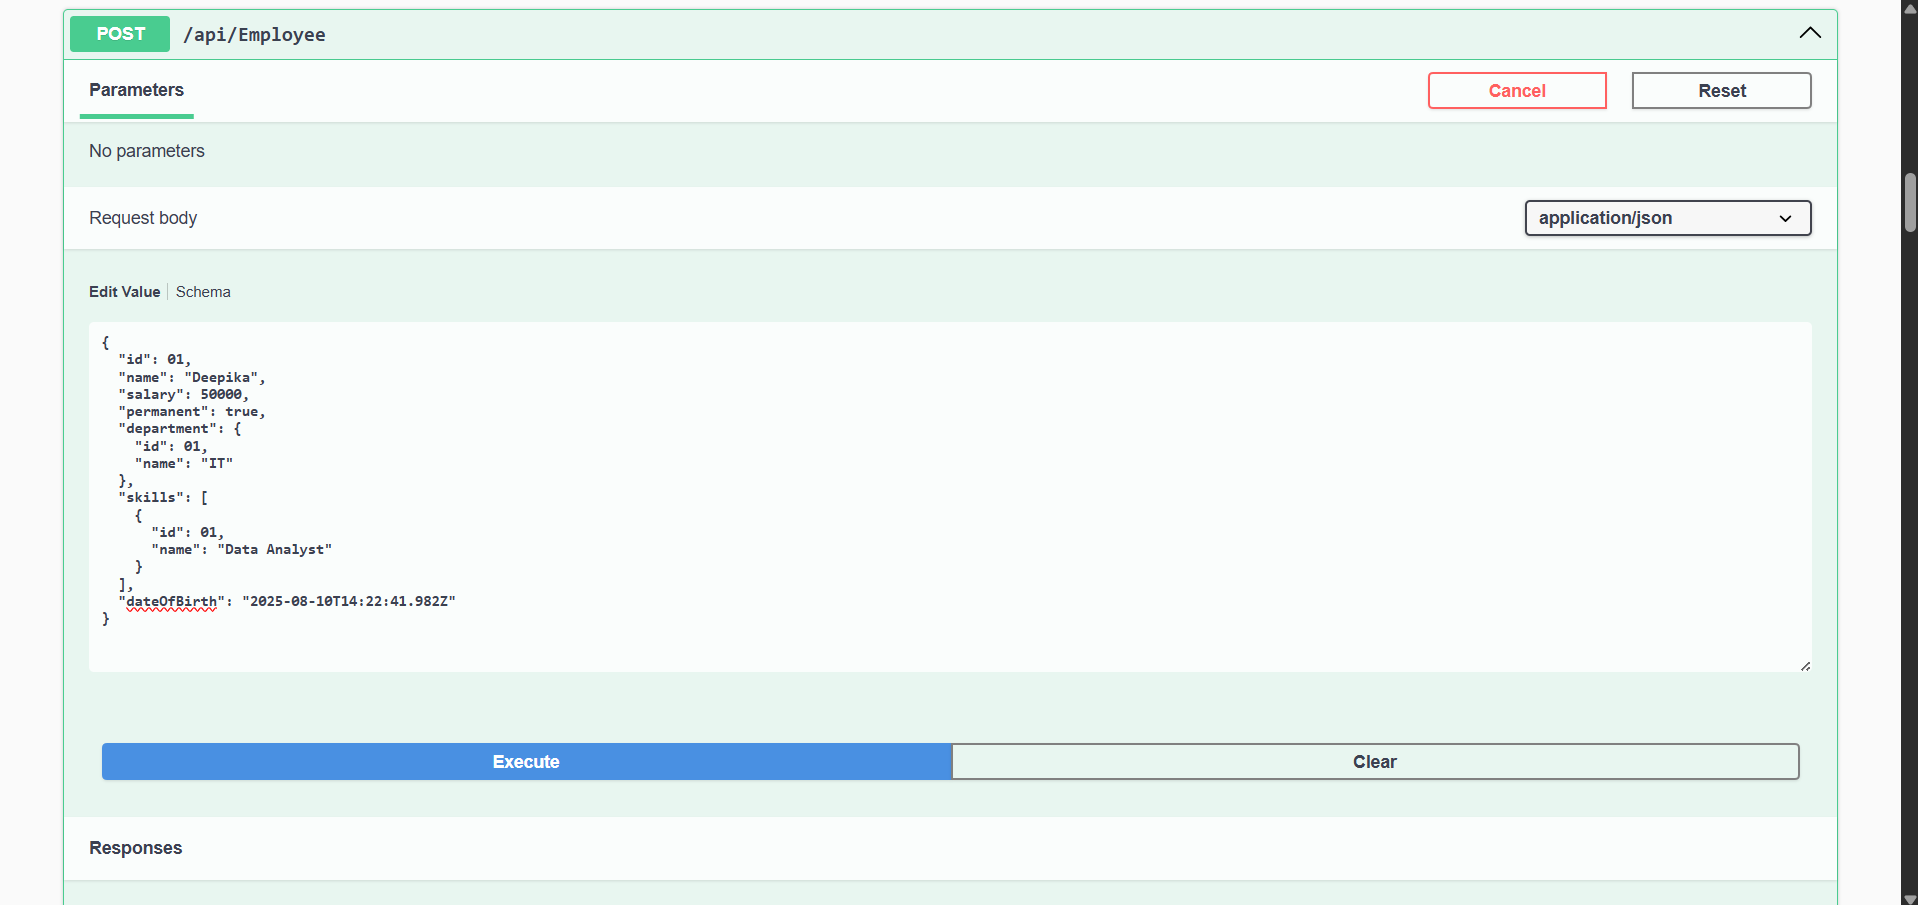 POST /api/Employee
Parameters
Cancel
Reset
No parameters
Request body
application/json
Edit Value
Schema
{
  "id": 01,
  "name": "Deepika",
  "salary": 50000,
  "permanent": true,
  "department": {
    "id": 01,
    "name": "IT"
  },
  "skills": [
    {
      "id": 01,
      "name": "Data Analyst"
    }
  ],
  "dateOfBirth": "2025-08-10T14:22:41.982Z"
}
Execute
Clear
Responses